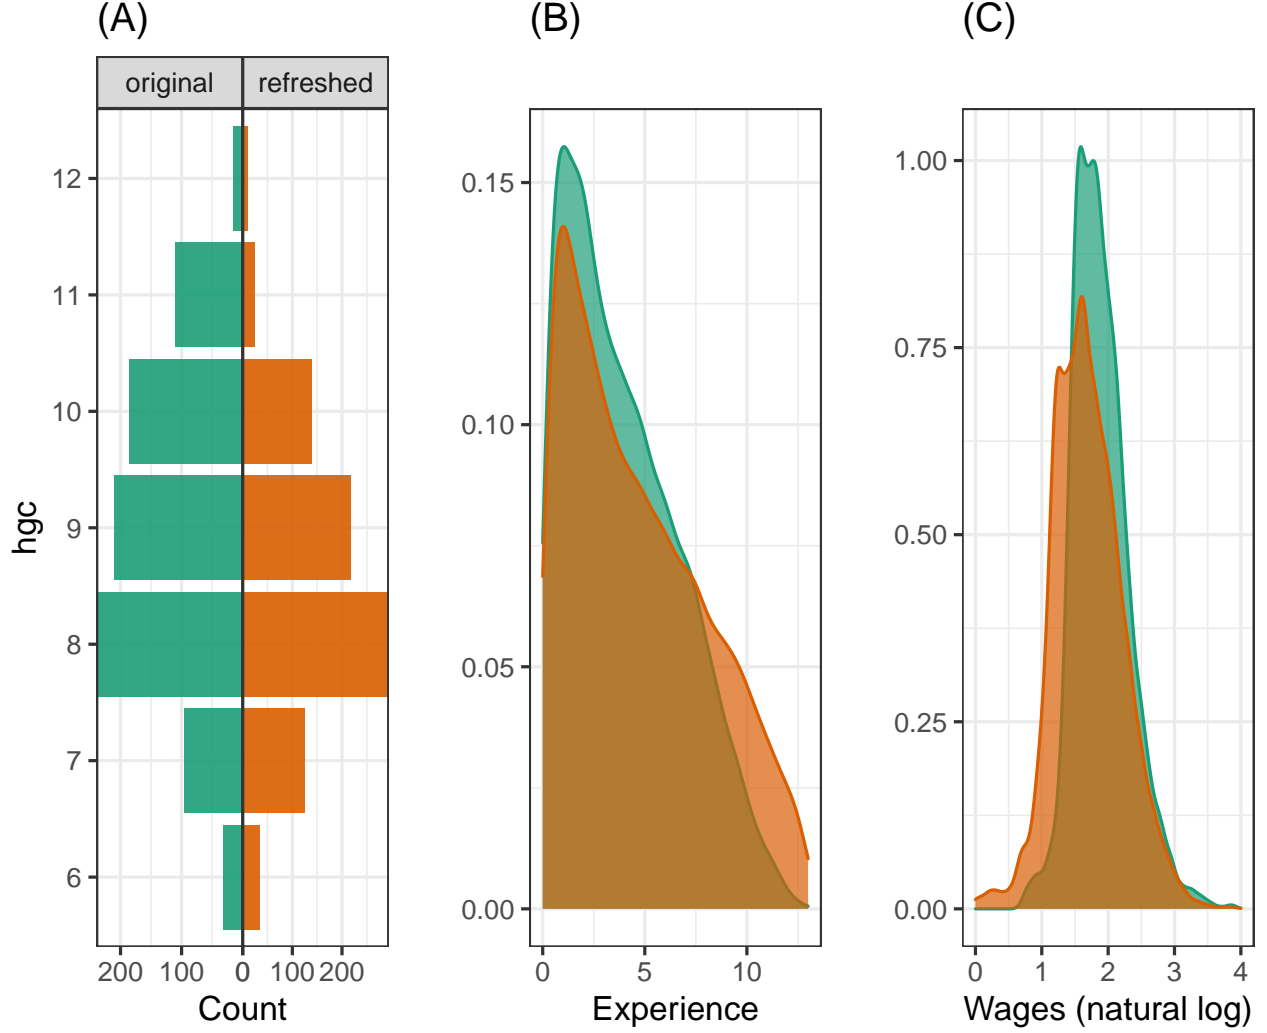 (A)
original refreshed
12
11
10
9
8
7
6
hgc
200 100 0 100 200
Count
(B)
0.15
0.10
0.05
0.00
0 5 10
Experience
(C)
1.00
0.75
0.50
0.25
0.00
0 1 2 3 4
Wages (natural log)